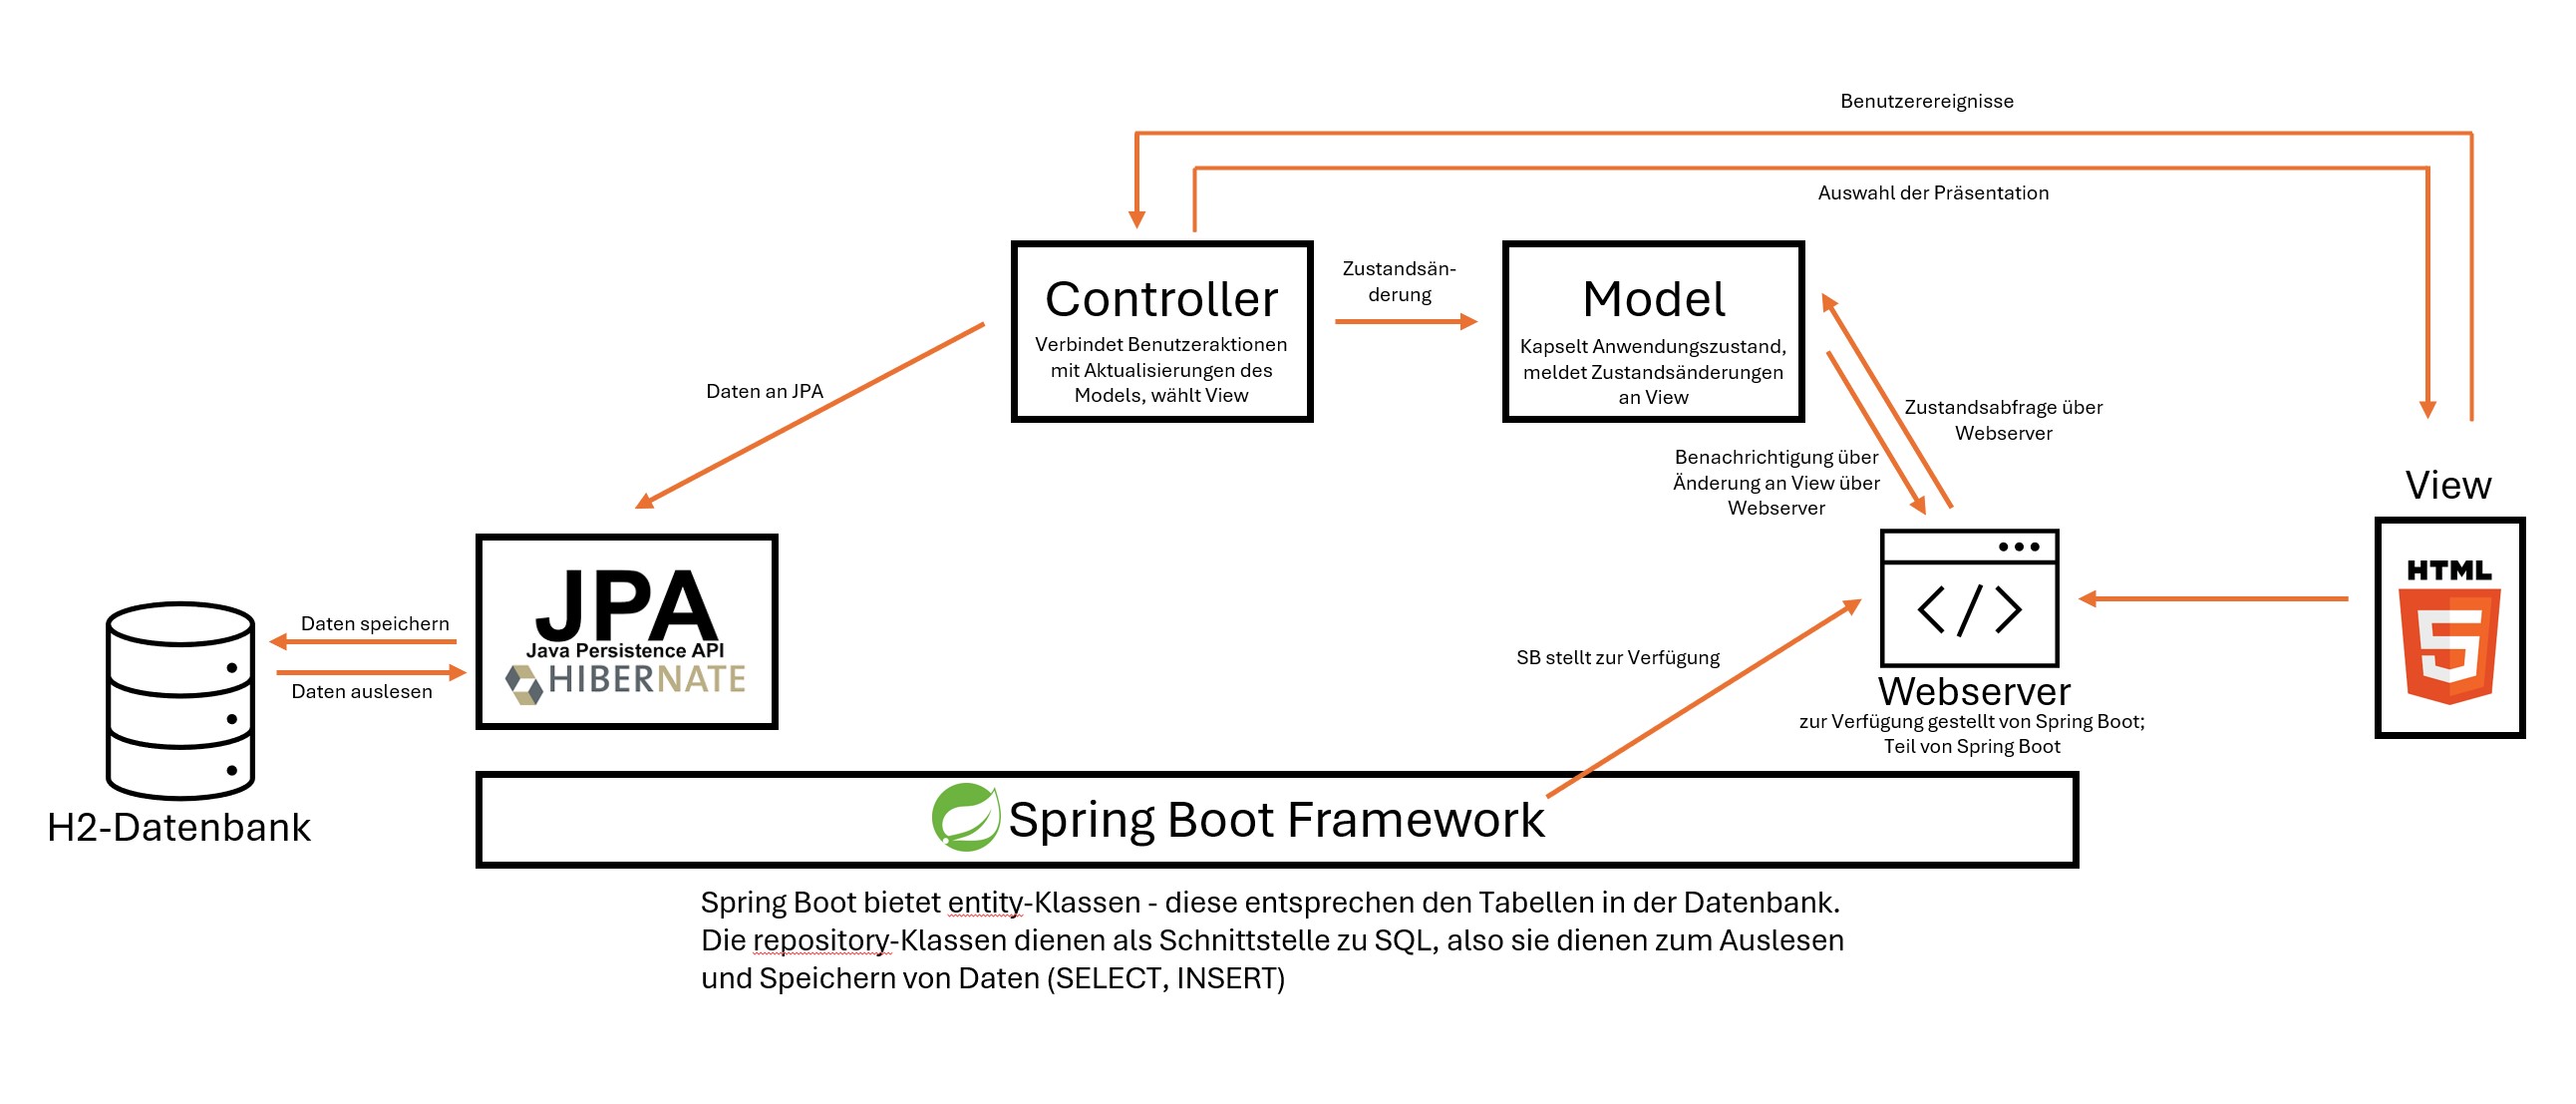 Benutzerereignisse
Auswahl der Präsentation
Controller
Verbindet Benutzeraktionen
mit Aktualisierungen des
Models, wählt View
Zustandsän-
derung
Model
Kapselt Anwendungszustand,
meldet Zustandsänderungen
an View
Daten an JPA
Zustandsabfrage über
Webserver
Benachrichtigung über
Änderung an View über
Webserver
View
HTML
5
JPA
Java Persistence API
HIBERNATE
Daten speichern
Daten auslesen
H2-Datenbank
SB stellt zur Verfügung
</>
Webserver
zur Verfügung gestellt von Spring Boot;
Teil von Spring Boot
Spring Boot Framework
Spring Boot bietet entity-Klassen - diese entsprechen den Tabellen in der Datenbank.
Die repository-Klassen dienen als Schnittstelle zu SQL, also sie dienen zum Auslesen
und Speichern von Daten (SELECT, INSERT)